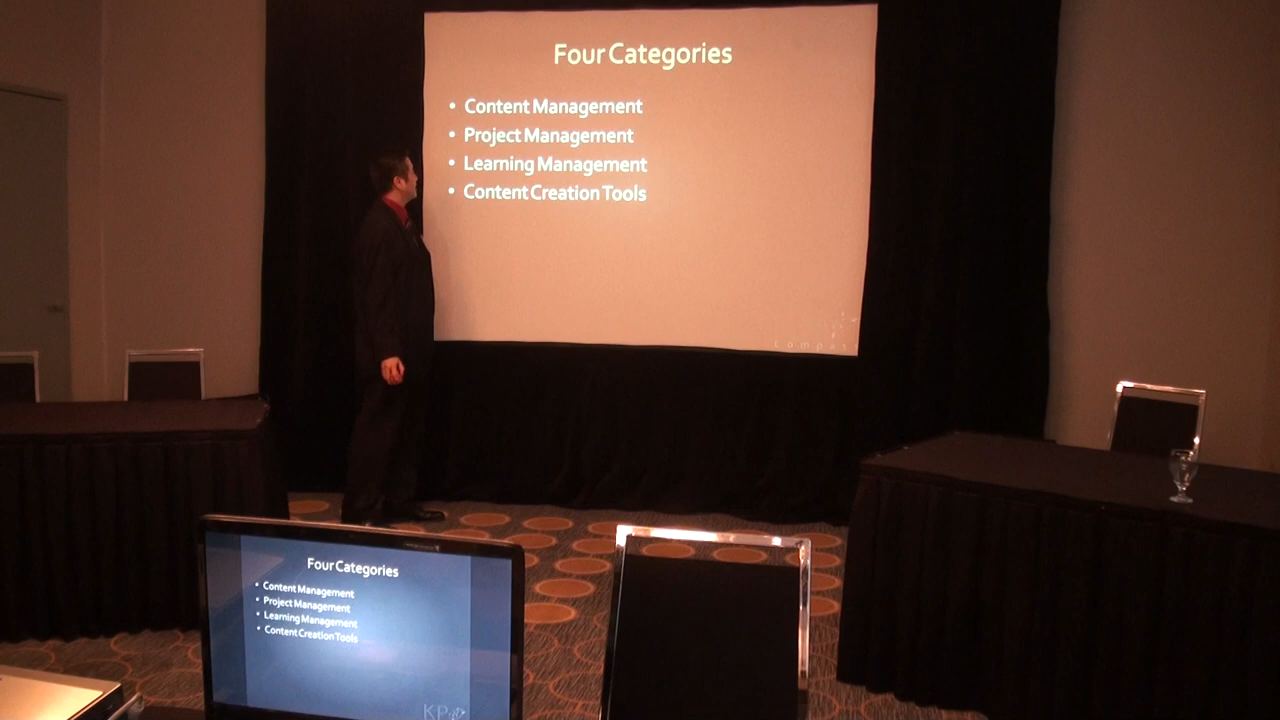 Four Categories
• Content Management
• Project Management
• Learning Management
• Content Creation Tools
Four Categories
• Content Management
• Project Management
• Learning Management
• Content Creation Tools
KP